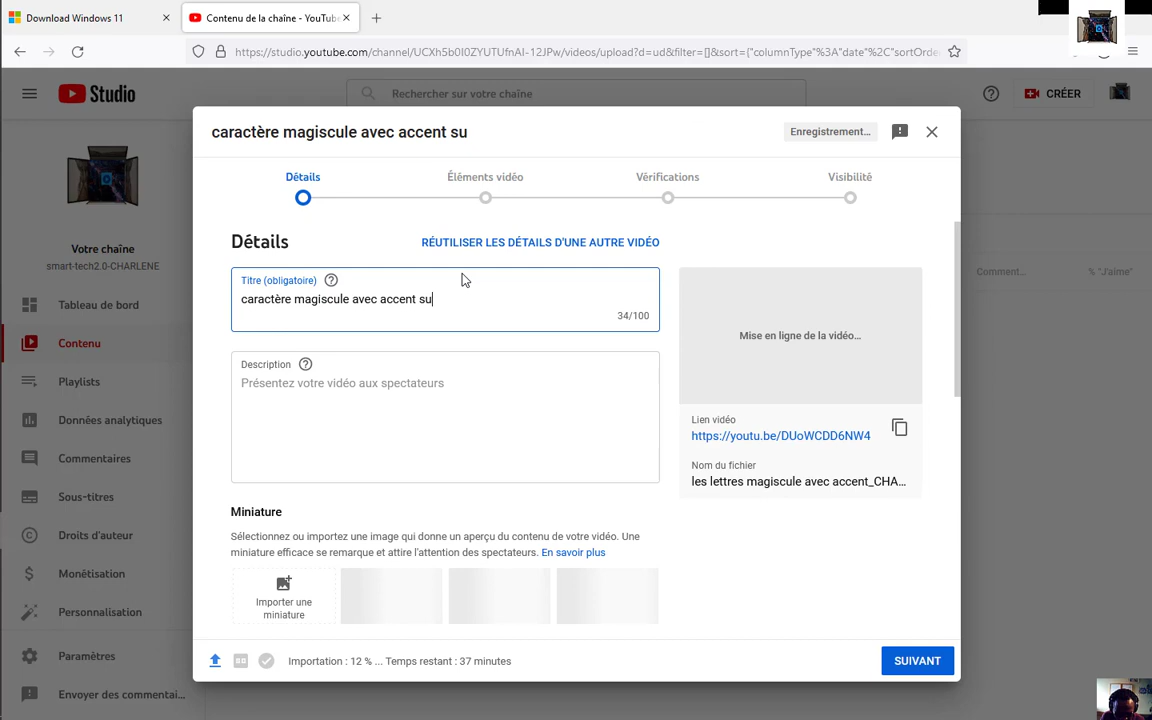 Download Windows 11
Contenu de la chaîne - YouTube
https://studio.youtube.com/channel/UCXh5b0I0ZYUTUfnAI-12JPw/videos/upload?d=ud&filter=[]&sort={"columnType"%3A"date"%2C"sortOrde
Studio
Rechercher sur votre chaîne
CRÉER
Votre chaîne
smart-tech2.0-CHARLENE
Tableau de bord
Contenu
Playlists
Données analytiques
Commentaires
Sous-titres
Droits d'auteur
Monétisation
Personnalisation
Paramètres
Envoyer des commentai...
Comment...
% "J'aime"
caractère magiscule avec accent su
Enregistrement...
Détails
Éléments vidéo
Vérifications
Visibilité
Détails
RÉUTILISER LES DÉTAILS D'UNE AUTRE VIDÉO
Titre (obligatoire)
caractère magiscule avec accent su
34/100
Description
Présentez votre vidéo aux spectateurs
Mise en ligne de la vidéo...
Lien vidéo
https://youtu.be/DUoWCDD6NW4
Nom du fichier
les lettres magiscule avec accent_CHA...
Miniature
Sélectionnez ou importez une image qui donne un aperçu du contenu de votre vidéo. Une
miniature efficace se remarque et attire l'attention des spectateurs. En savoir plus
Importer une
miniature
Importation : 12 % ... Temps restant : 37 minutes
SUIVANT